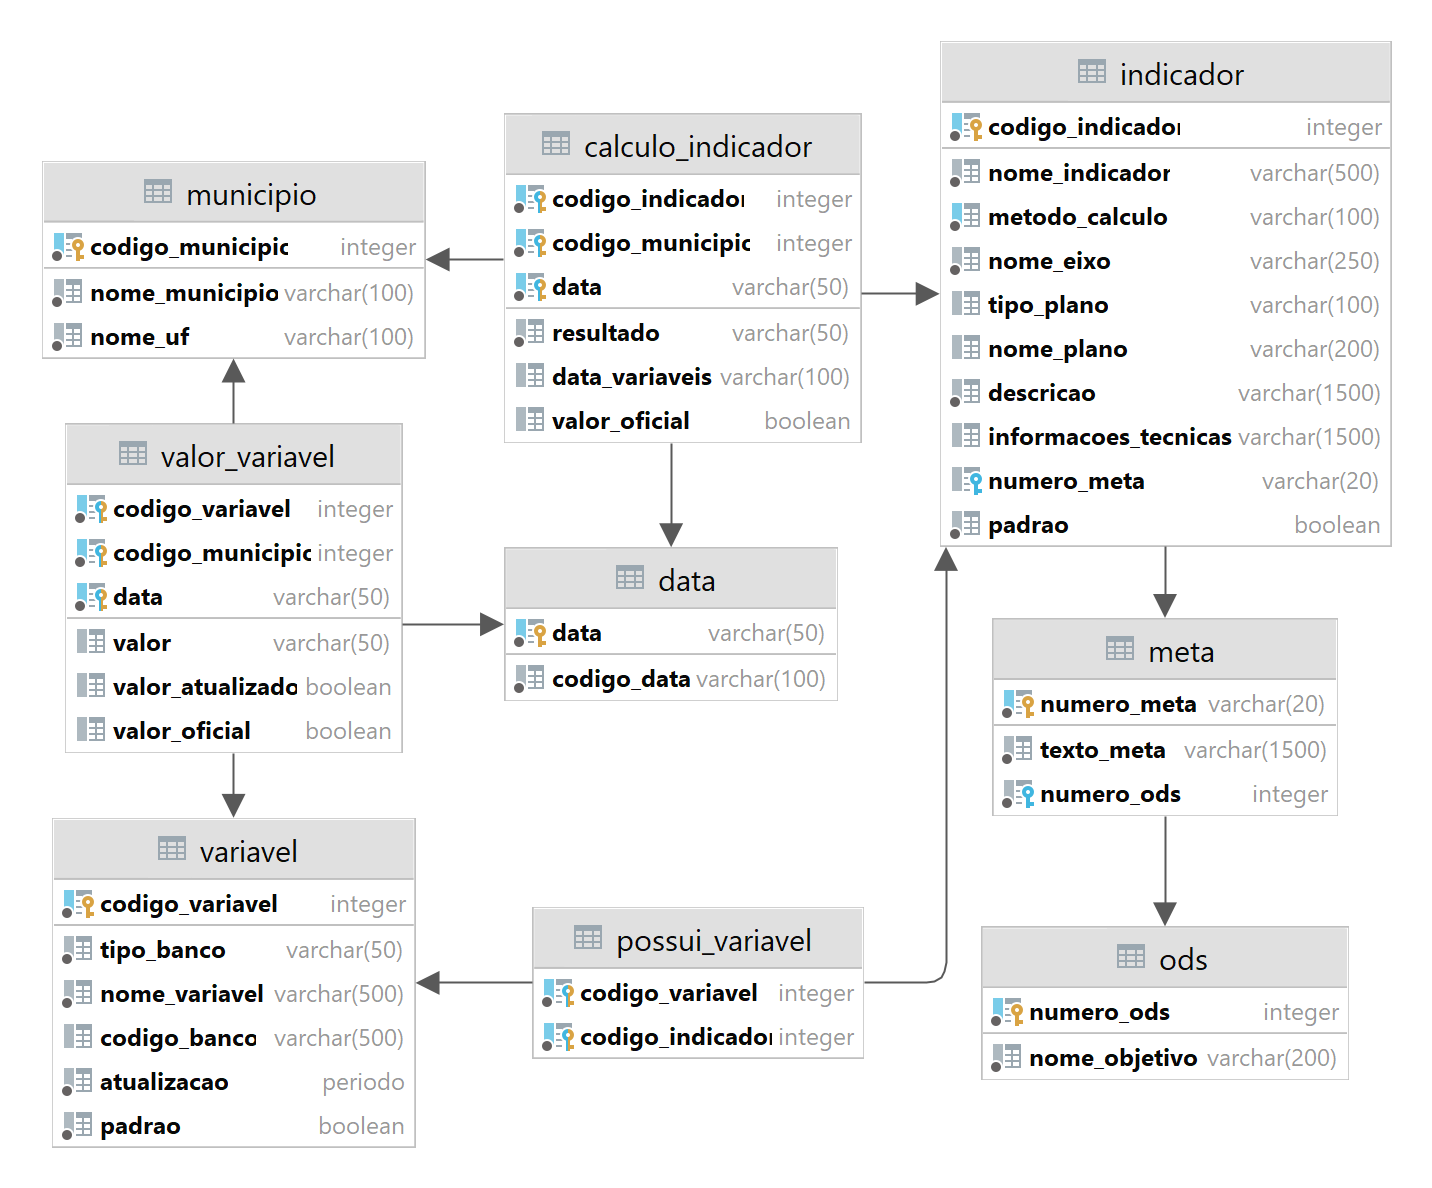 municipio
codigo_municipic integer
nome_municipio varchar(100)
nome_uf varchar(100)
calculo_indicador
codigo_indicador integer
codigo_municipic integer
data varchar(50)
resultado varchar(50)
data_variaveis varchar(100)
valor_oficial boolean
indicador
codigo_indicador integer
nome_indicador varchar(500)
metodo_calculo varchar(100)
nome_eixo varchar(250)
tipo_plano varchar(100)
nome_plano varchar(200)
descricao varchar(1500)
informacoes_tecnicas varchar(1500)
numero_meta varchar(20)
padrao boolean
valor_variavel
codigo_variavel integer
codigo_municipic integer
data varchar(50)
valor varchar(50)
valor_atualizado boolean
valor_oficial boolean
data
data varchar(50)
codigo_data varchar(100)
meta
numero_meta varchar(20)
texto_meta varchar(1500)
numero_ods integer
variavel
codigo_variavel integer
tipo_banco varchar(50)
nome_variavel varchar(500)
codigo_banco varchar(500)
atualizacao periodo
padrao boolean
possui_variavel
codigo_variavel integer
codigo_indicador integer
ods
numero_ods integer
nome_objetivo varchar(200)